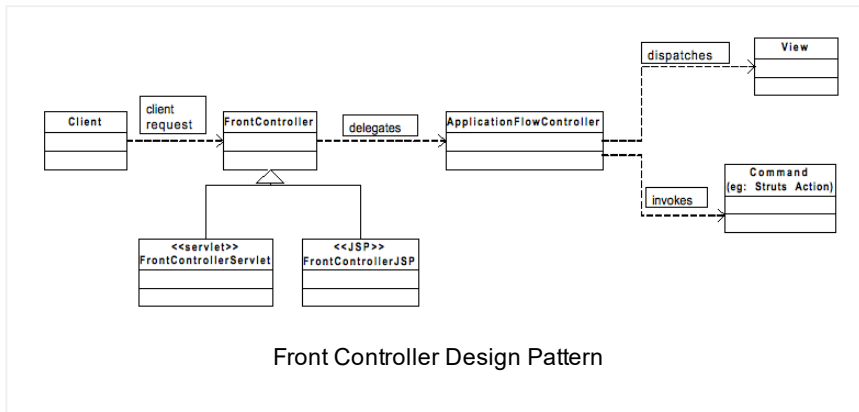 Client
client
request
FrontController
delegates
ApplicationFlowController
dispatches
View
invokes
Command
(eg: Struts Action)
<<servlet>>
FrontControllerServlet
<<JSP>>
FrontControllerJSP
Front Controller Design Pattern